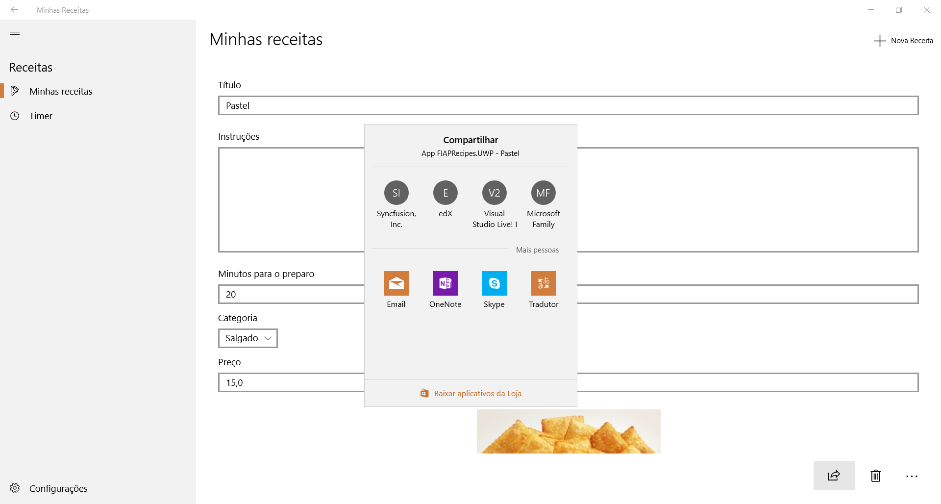 Minhas Receitas
Minhas receitas
Nova Receita
Receitas
Minhas receitas
Timer
Título
Pastel
Instruções
Compartilhar
App FIAPRecipes.UWP - Pastel
SI
E
V2
MF
Syncfusion, Inc.
edX
Visual Studio Live! I
Microsoft Family
Mais pessoas
Email
OneNote
Skype
Tradutor
Baixar aplicativos da Loja
Minutos para o preparo
20
Categoria
Salgado
Preço
15,0
Configurações